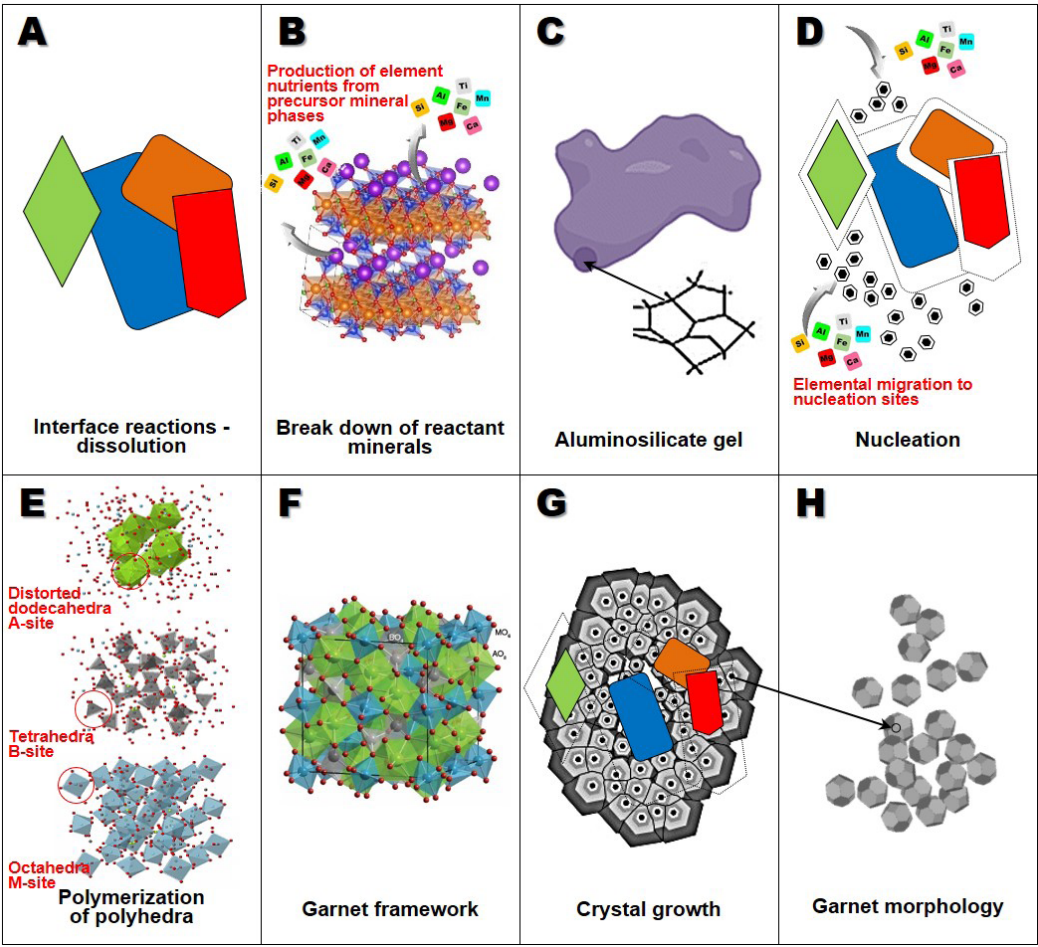 A
Interface reactions -
dissolution
B
Production of element
nutrients from
precursor mineral
phases
Ti
Al
Mn
Si
Fe
Mg
Ca
Ti
Mn
Al
Fe
Ca
Si
Mg
Break down of reactant
minerals
C
Aluminosilicate gel
D
Ti
Al
Mn
Si
Fe
Mg
Ca
Ti
Al
Mn
Si
Fe
Mg
Ca
Elemental migration to
nucleation sites
Nucleation
E
Distorted
dodecahedra
A-site
Tetrahedra
B-site
Octahedra
M-site
Polymerization
of polyhedra
F
BO₄
MO₆
AO₈
Garnet framework
G
Crystal growth
H
Garnet morphology